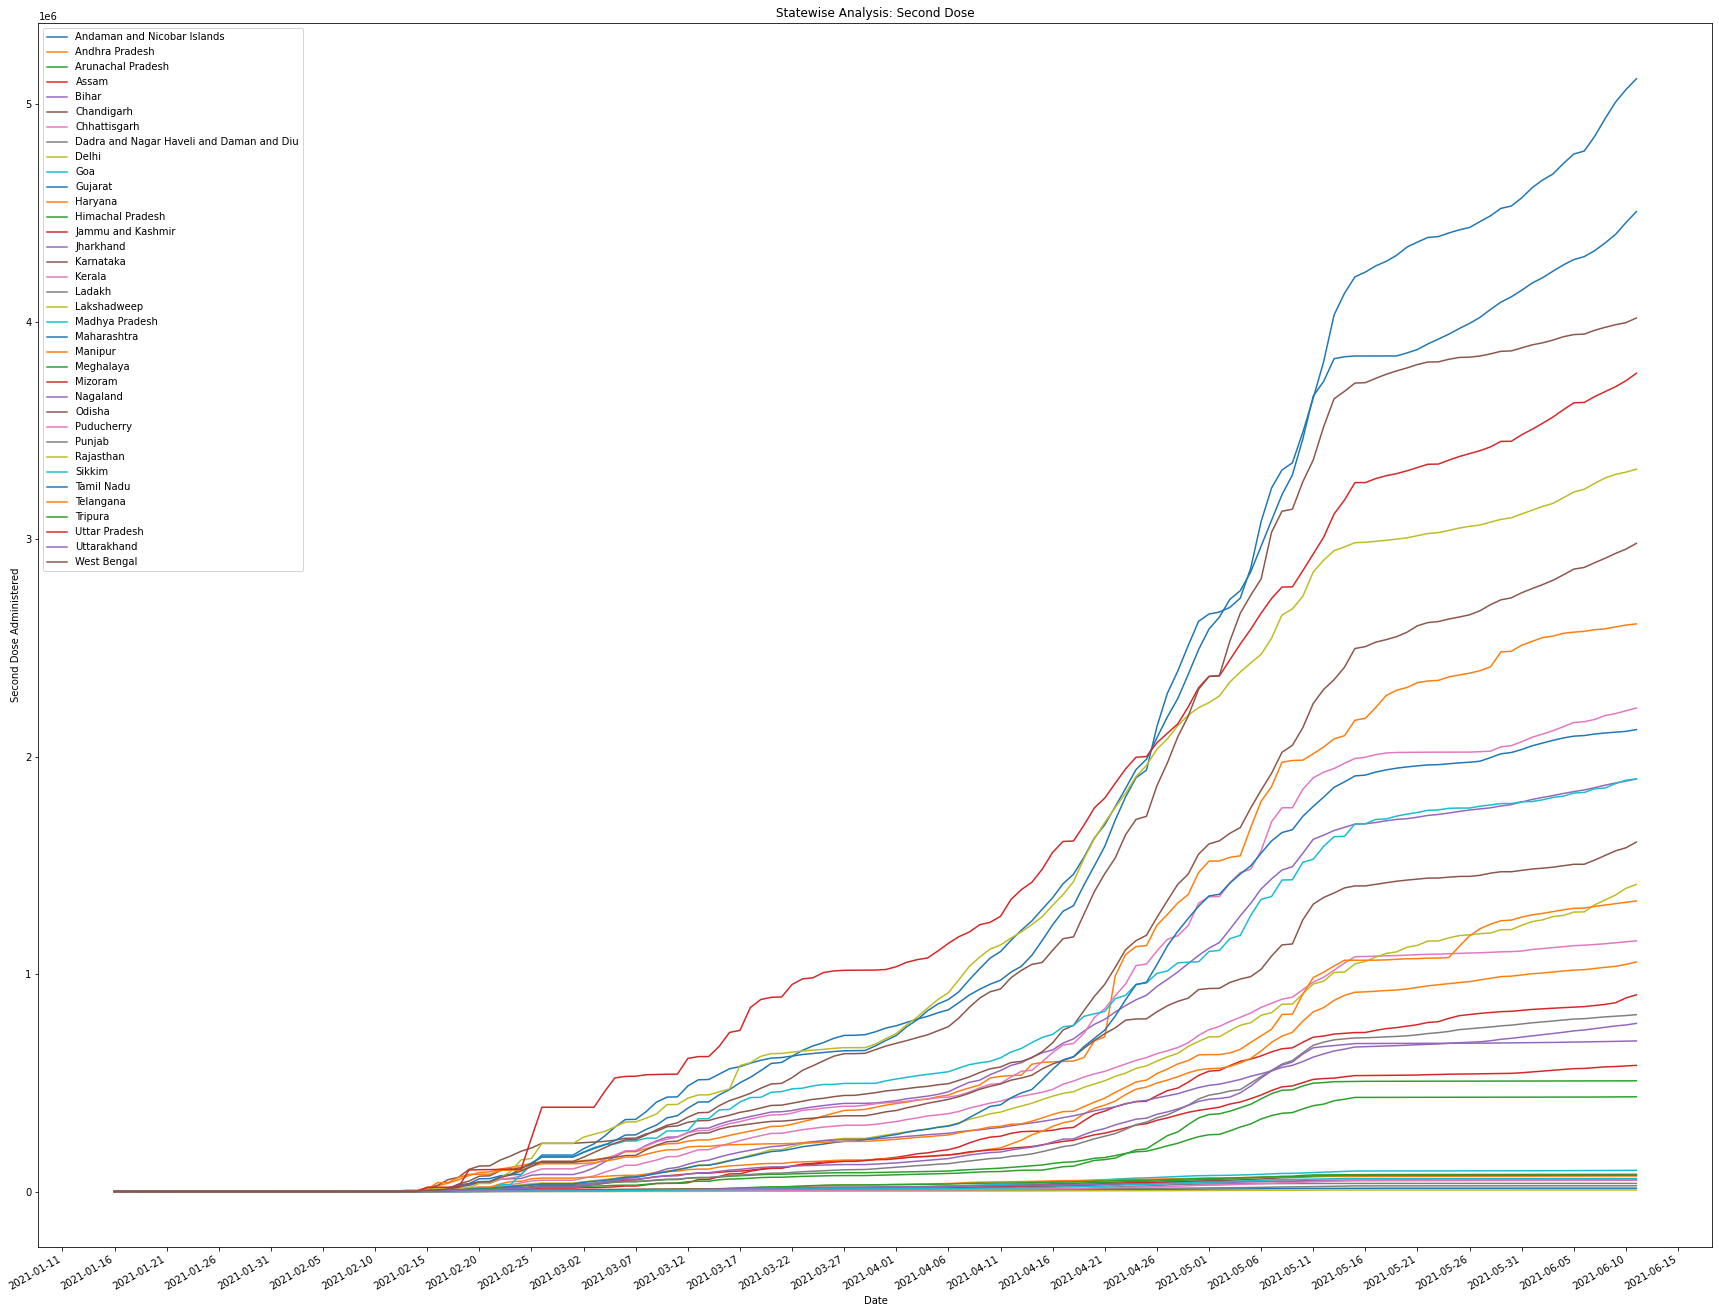 Statewise Analysis: Second Dose
1e6
Andaman and Nicobar Islands
Andhra Pradesh
Arunachal Pradesh
Assam
Bihar
Chandigarh
Chhattisgarh
Dadra and Nagar Haveli and Daman and Diu
Delhi
Goa
Gujarat
Haryana
Himachal Pradesh
Jammu and Kashmir
Jharkhand
Karnataka
Kerala
Ladakh
Lakshadweep
Madhya Pradesh
Maharashtra
Manipur
Meghalaya
Mizoram
Nagaland
Odisha
Puducherry
Punjab
Rajasthan
Sikkim
Tamil Nadu
Telangana
Tripura
Uttar Pradesh
Uttarakhand
West Bengal
5
4
3
2
1
0
Second Dose Administered
2021-01-11
2021-01-16
2021-01-21
2021-01-26
2021-01-31
2021-02-05
2021-02-10
2021-02-15
2021-02-20
2021-02-25
2021-03-02
2021-03-07
2021-03-12
2021-03-17
2021-03-22
2021-03-27
2021-04-01
2021-04-06
2021-04-11
2021-04-16
2021-04-21
2021-04-26
2021-05-01
2021-05-06
2021-05-11
2021-05-16
2021-05-21
2021-05-26
2021-05-31
2021-06-05
2021-06-10
2021-06-15
Date